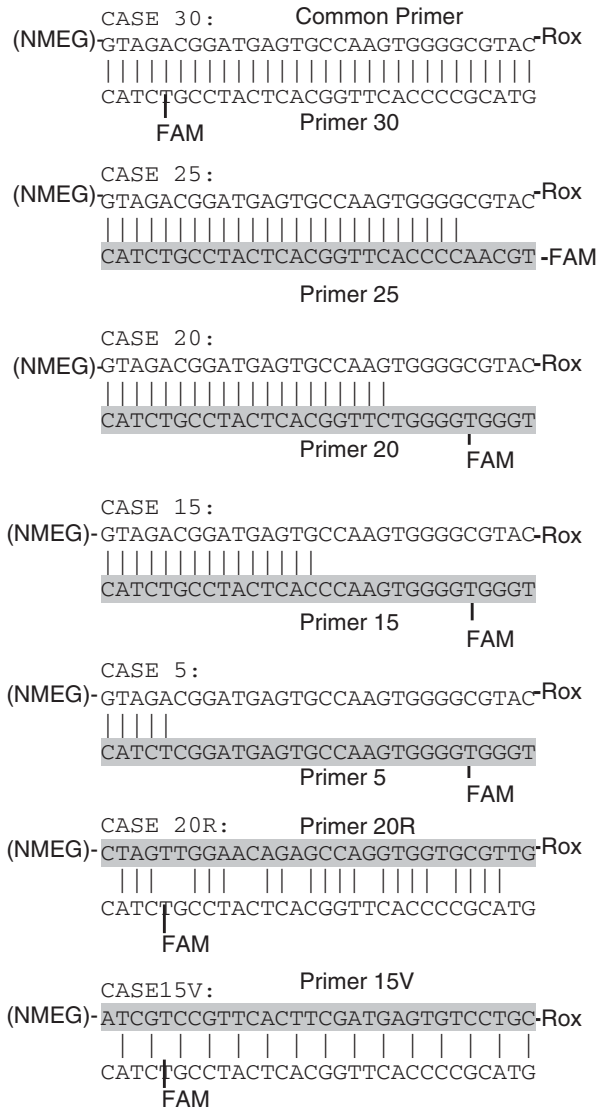 CASE 30: Common Primer
(NMEG)-GTAGACGGATGAGTGCCAAGTGGGGCGTAC-Rox
CATCTGCCTACTCACGGTTCACCCCGCATG
FAM Primer 30
CASE 25:
(NMEG)-GTAGACGGATGAGTGCCAAGTGGGGCGTAC-Rox
CATCTGCCTACTCACGGTTCACCCCAACGT-FAM
Primer 25
CASE 20:
(NMEG)-GTAGACGGATGAGTGCCAAGTGGGGCGTAC-Rox
CATCTGCCTACTCACGGTTCTGGGGTGGGT
Primer 20 FAM
CASE 15:
(NMEG)-GTAGACGGATGAGTGCCAAGTGGGGCGTAC-Rox
CATCTGCCTACTCACCCAAGTGGGGTGGGT
Primer 15 FAM
CASE 5:
(NMEG)-GTAGACGGATGAGTGCCAAGTGGGGCGTAC-Rox
CATCTCGGATGAGTGCCAAGTGGGGTGGGT
Primer 5 FAM
CASE 20R: Primer 20R
(NMEG)-CTAGTTGGAACAGAGCCAGGTGGTGCGTTG-Rox
CATCTGCCTACTCACGGTTCACCCCGCATG
FAM
CASE15V: Primer 15V
(NMEG)-ATCGTCCGTTCACTTCGATGAGTGTCCTGC-Rox
CATCTGCCTACTCACGGTTCACCCCGCATG
FAM